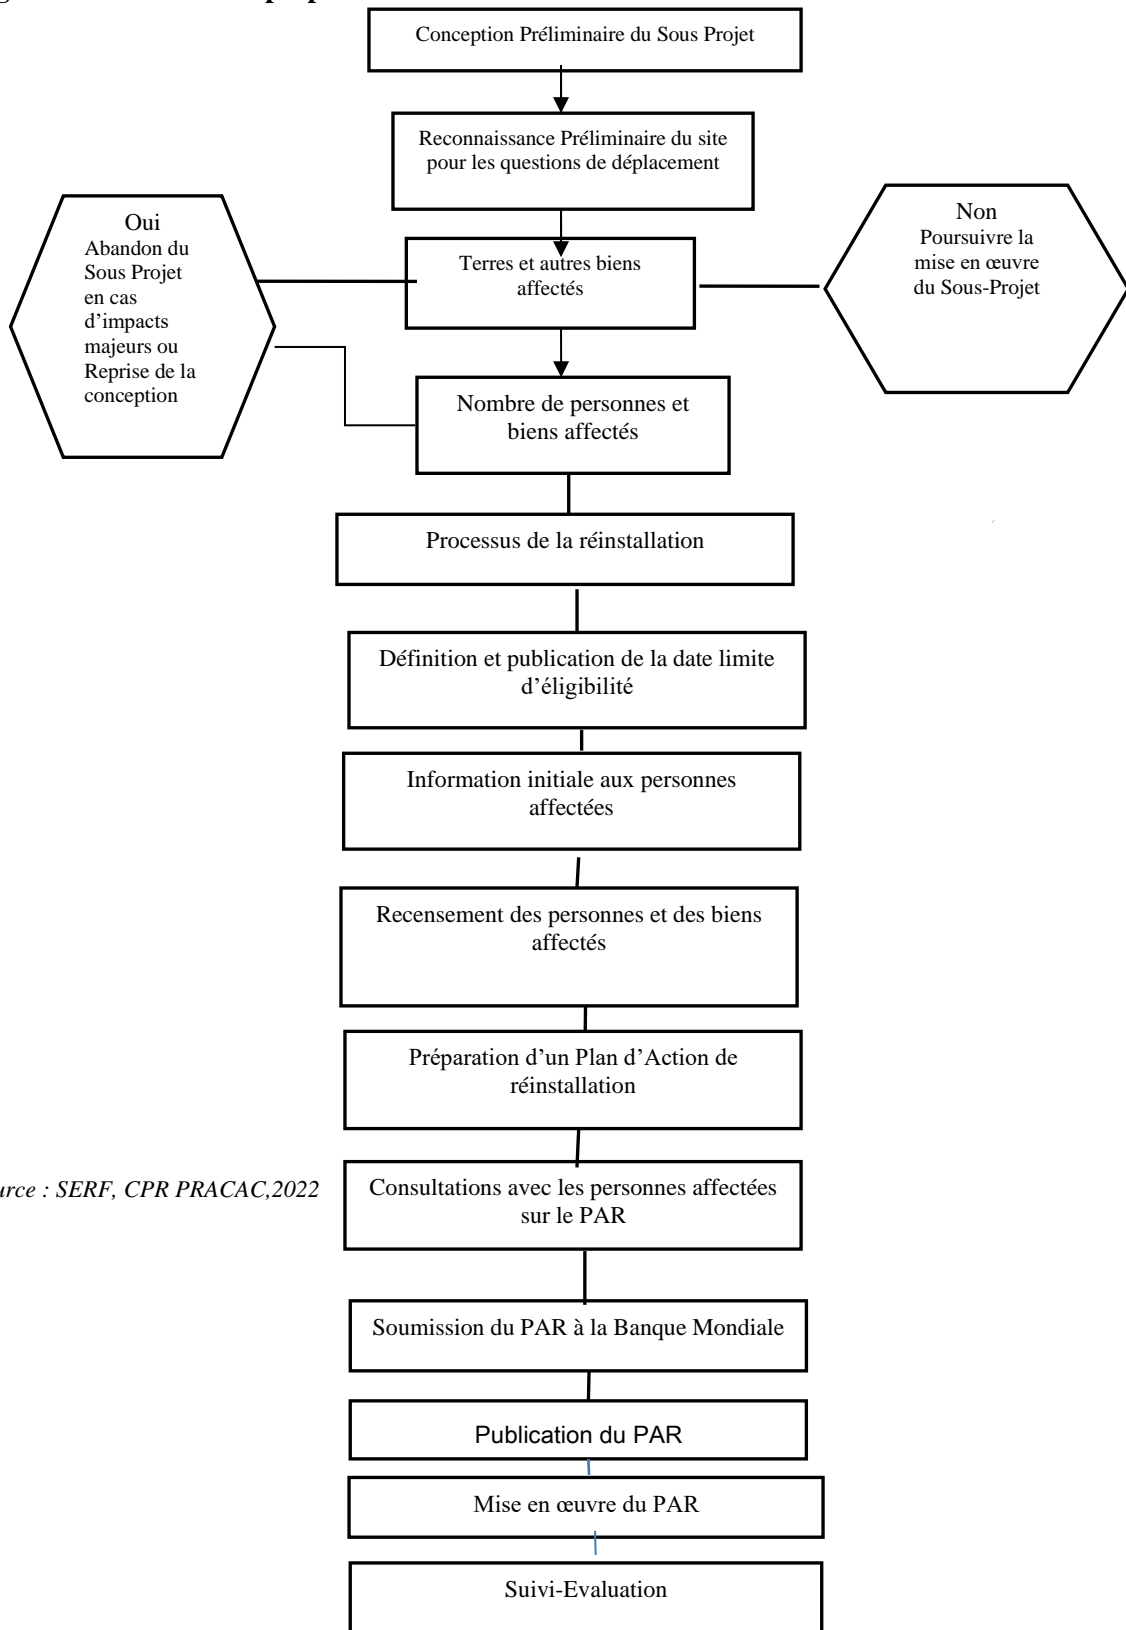 Conception Préliminaire du Sous Projet
Reconnaissance Préliminaire du site
pour les questions de déplacement
Oui
Abandon du
Sous Projet
en cas
d’impacts
majeurs ou
Reprise de la
conception
Terres et autres biens
affectés
Non
Poursuivre la
mise en œuvre
du Sous-Projet
Nombre de personnes et
biens affectés
Processus de la réinstallation
Définition et publication de la date limite
d’éligibilité
Information initiale aux personnes
affectées
Recensement des personnes et des biens
affectés
Préparation d’un Plan d’Action de
réinstallation
urce : SERF, CPR PRACAC,2022
Consultations avec les personnes affectées
sur le PAR
Soumission du PAR à la Banque Mondiale
Publication du PAR
Mise en œuvre du PAR
Suivi-Evaluation